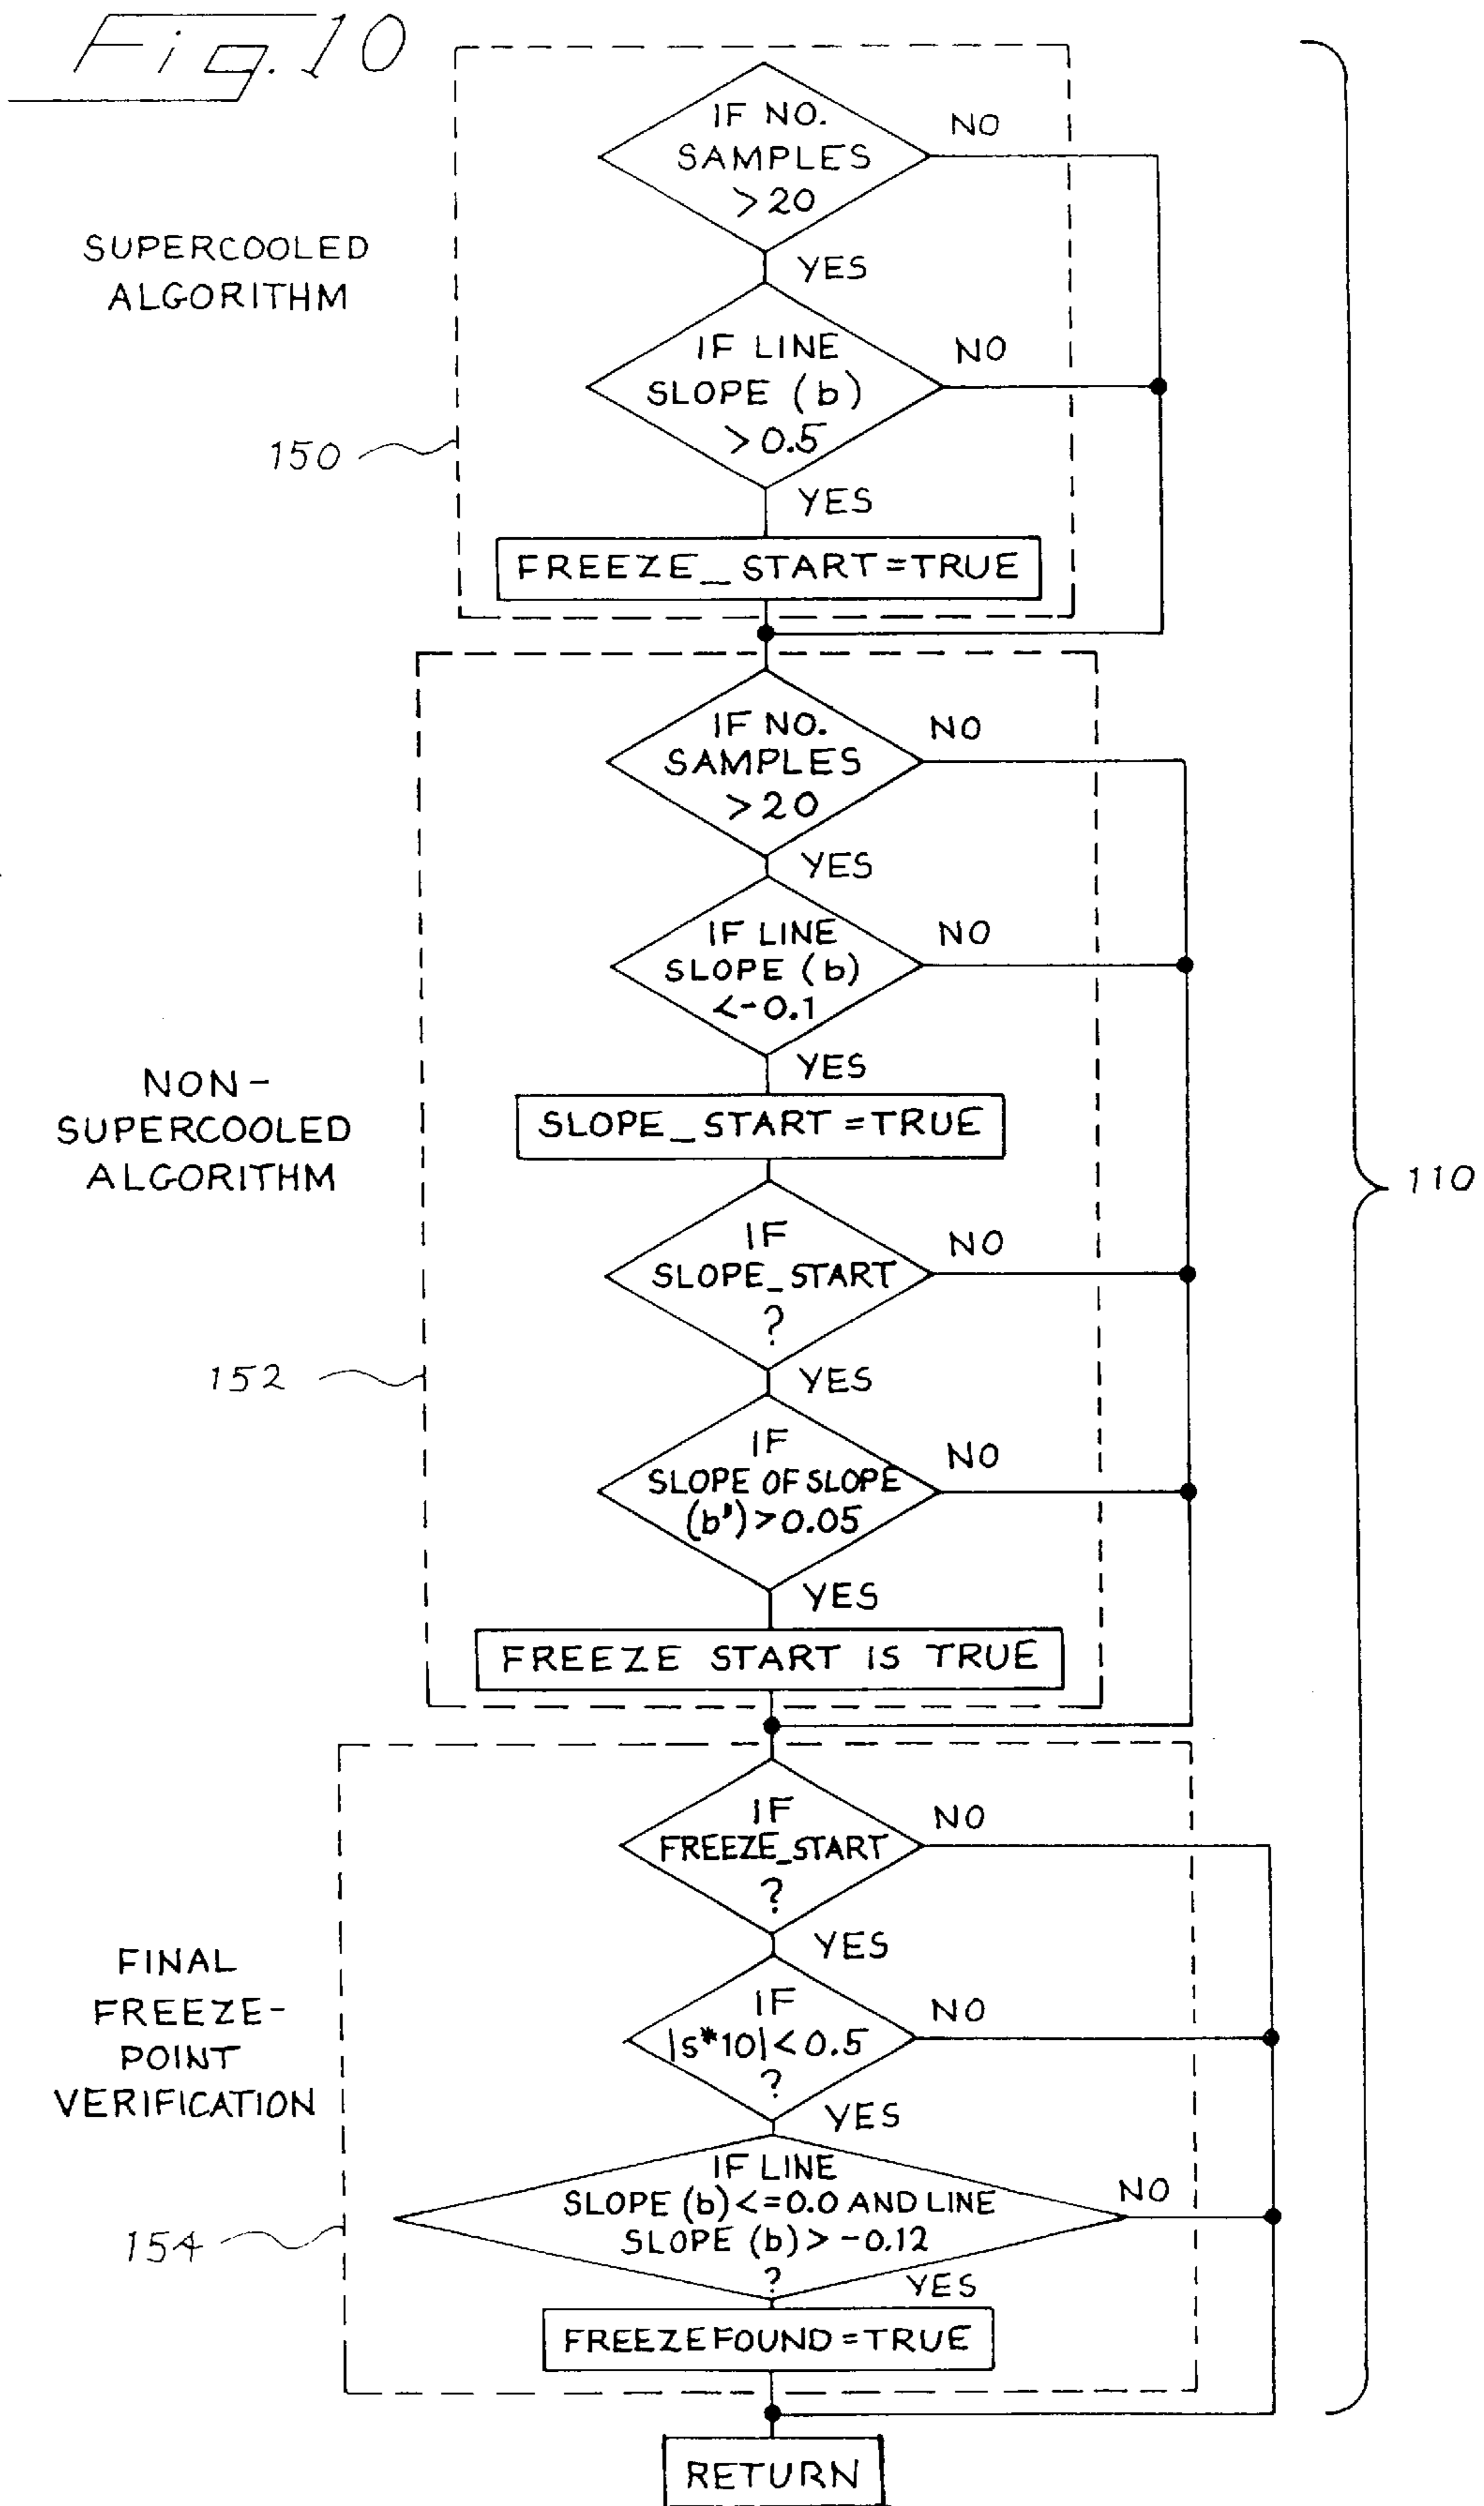 Fig. 10
IF NO.
SAMPLES
>20
NO
YES
SUPERCOOLED
ALGORITHM
IF LINE
SLOPE (b)
>0.5
NO
150
YES
FREEZE_START=TRUE
IF NO.
SAMPLES
>20
NO
YES
IF LINE
SLOPE (b)
<-0.1
NO
YES
NON-
SUPERCOOLED
ALGORITHM
SLOPE_START=TRUE
110
IF
SLOPE_START
?
NO
152
YES
IF
SLOPE OF SLOPE
(b')>0.05
NO
YES
FREEZE START IS TRUE
IF
FREEZE_START
?
NO
YES
FINAL
FREEZE-
POINT
VERIFICATION
IF
|s*10|<0.5
?
NO
YES
IF LINE
SLOPE (b)<=0.0 AND LINE
SLOPE (b)>-0.12
?
NO
154
YES
FREEZEFOUND=TRUE
RETURN